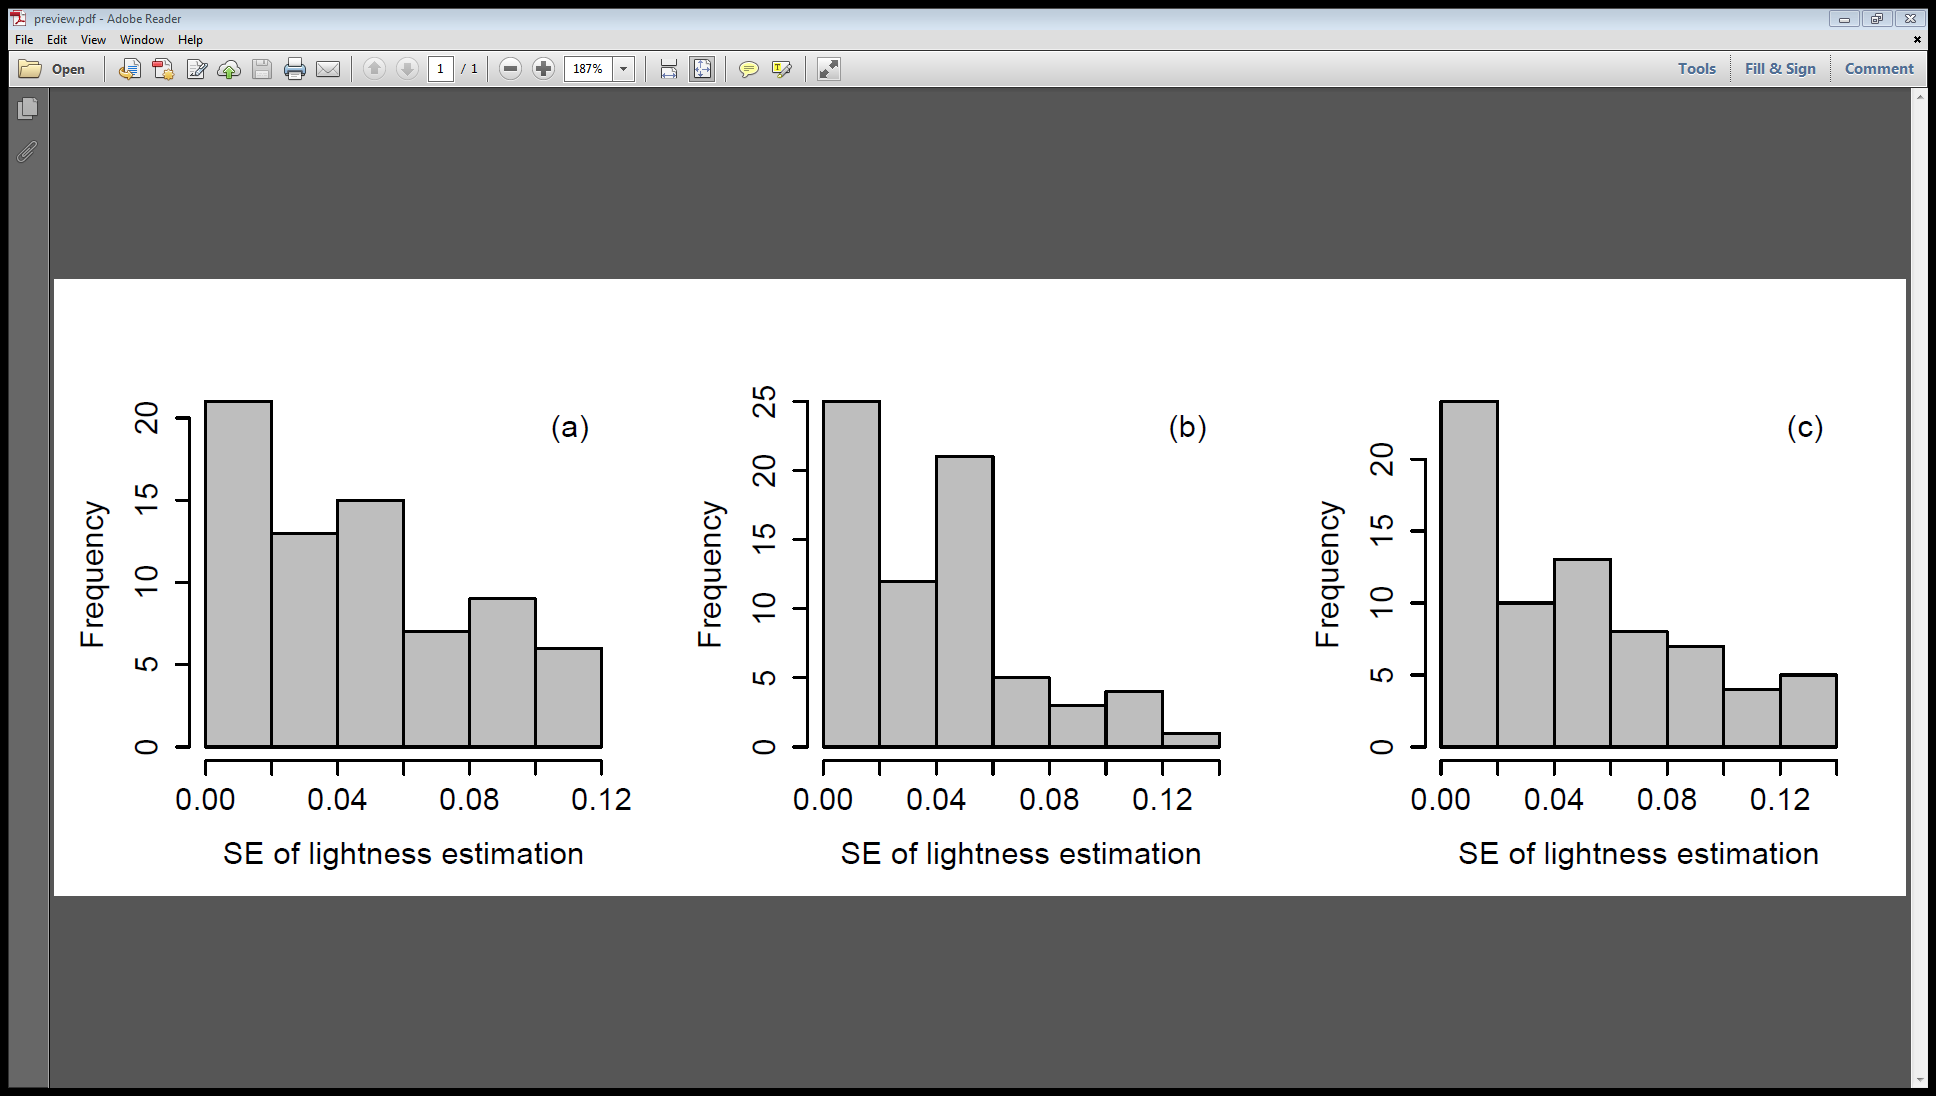 preview.pdf - Adobe Reader
File Edit View Window Help
Open 1 / 1 187% Tools Fill & Sign Comment
(a)
Frequency
0 5 10 15 20
0.00 0.04 0.08 0.12
SE of lightness estimation
(b)
Frequency
0 5 10 15 20 25
0.00 0.04 0.08 0.12
SE of lightness estimation
(c)
Frequency
0 5 10 15 20
0.00 0.04 0.08 0.12
SE of lightness estimation